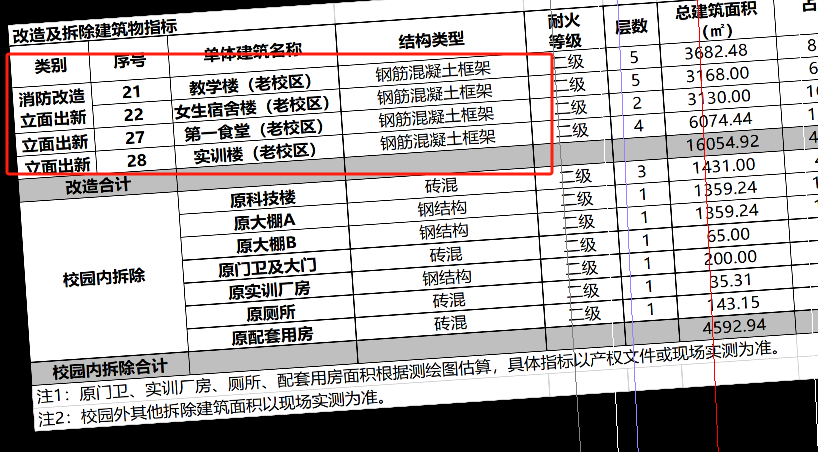 改造及拆除建筑物指标
类别 序号 单体建筑名称 结构类型 耐火等级 层数 总建筑面积(㎡) 占
消防改造 立面出新 21 教学楼（老校区） 钢筋混凝土框架 二级 5 3682.48 8
22 女生宿舍楼（老校区） 钢筋混凝土框架 二级 5 3168.00 6
立面出新 27 第一食堂（老校区） 钢筋混凝土框架 二级 2 3130.00
立面出新 28 实训楼（老校区） 钢筋混凝土框架 二级 4 6074.44
改造合计 16054.92 4
校园内拆除 原科技楼 砖混 二级 3 1431.00
原大棚A 钢结构 二级 1 1359.24
原大棚B 钢结构 二级 1 1359.24
原门卫及大门 砖混 二级 1 65.00
原实训厂房 钢结构 二级 1 200.00
原厕所 砖混 二级 1 35.31
原配套用房 砖混 二级 1 143.15
校园内拆除合计 4592.94
注1：原门卫、实训厂房、厕所、配套用房面积根据测绘图估算，具体指标以产权文件或现场实测为准。
注2：校园外其他拆除建筑面积以现场实测为准。